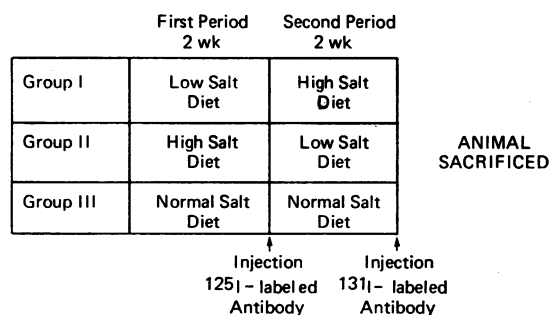 First Period Second Period
2 wk 2 wk
Group I Low Salt Diet High Salt Diet
Group II High Salt Diet Low Salt Diet
Group III Normal Salt Diet Normal Salt Diet
ANIMAL
SACRIFICED
Injection Injection
125I-labeled 131I-labeled
Antibody Antibody